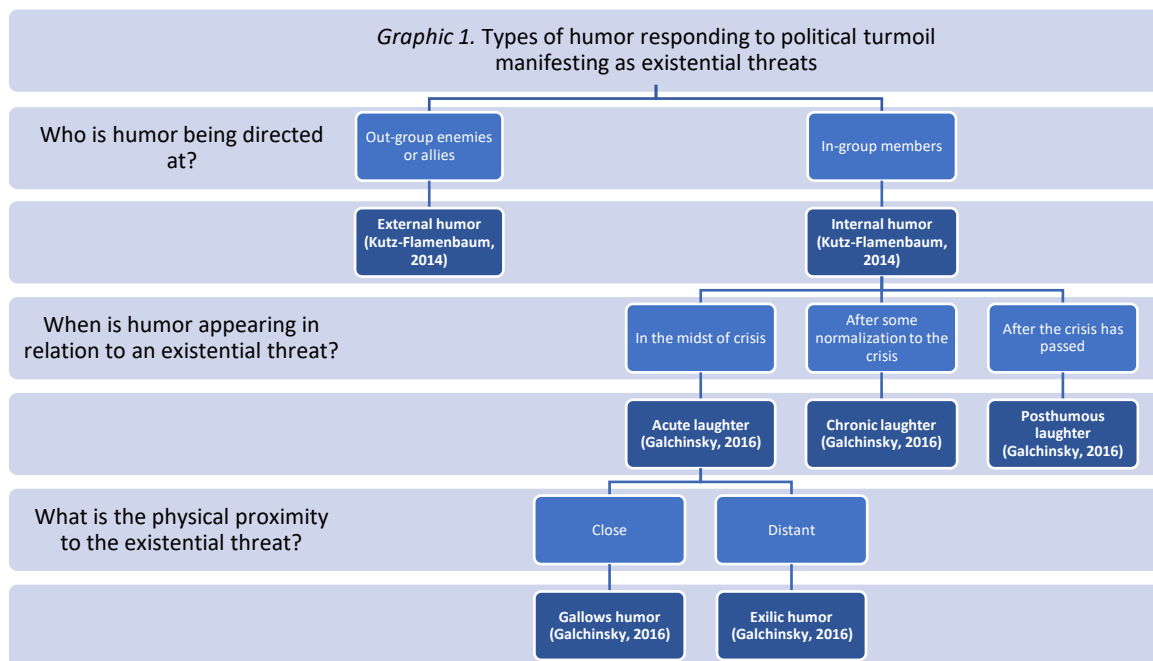 Graphic 1. Types of humor responding to political turmoil
manifesting as existential threats
Who is humor being directed
at?
Out-group enemies
or allies
In-group members
External humor
(Kutz-Flamenbaum,
2014)
Internal humor
(Kutz-Flamenbaum,
2014)
When is humor appearing in
relation to an existential threat?
In the midst of crisis
After some
normalization to the
crisis
After the crisis has
passed
Acute laughter
(Galchinsky, 2016)
Chronic laughter
(Galchinsky, 2016)
Posthumous
laughter
(Galchinsky, 2016)
What is the physical proximity
to the existential threat?
Close
Distant
Gallows humor
(Galchinsky, 2016)
Exilic humor
(Galchinsky, 2016)